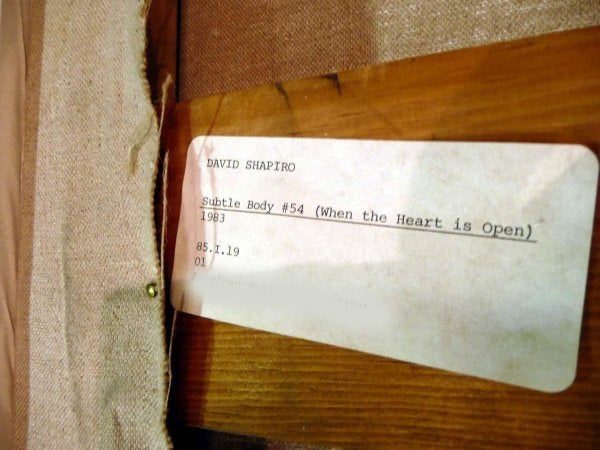 DAVID SHAPIRO
Subtle Body #54 (When the Heart is Open)
1983
85.I.19
01